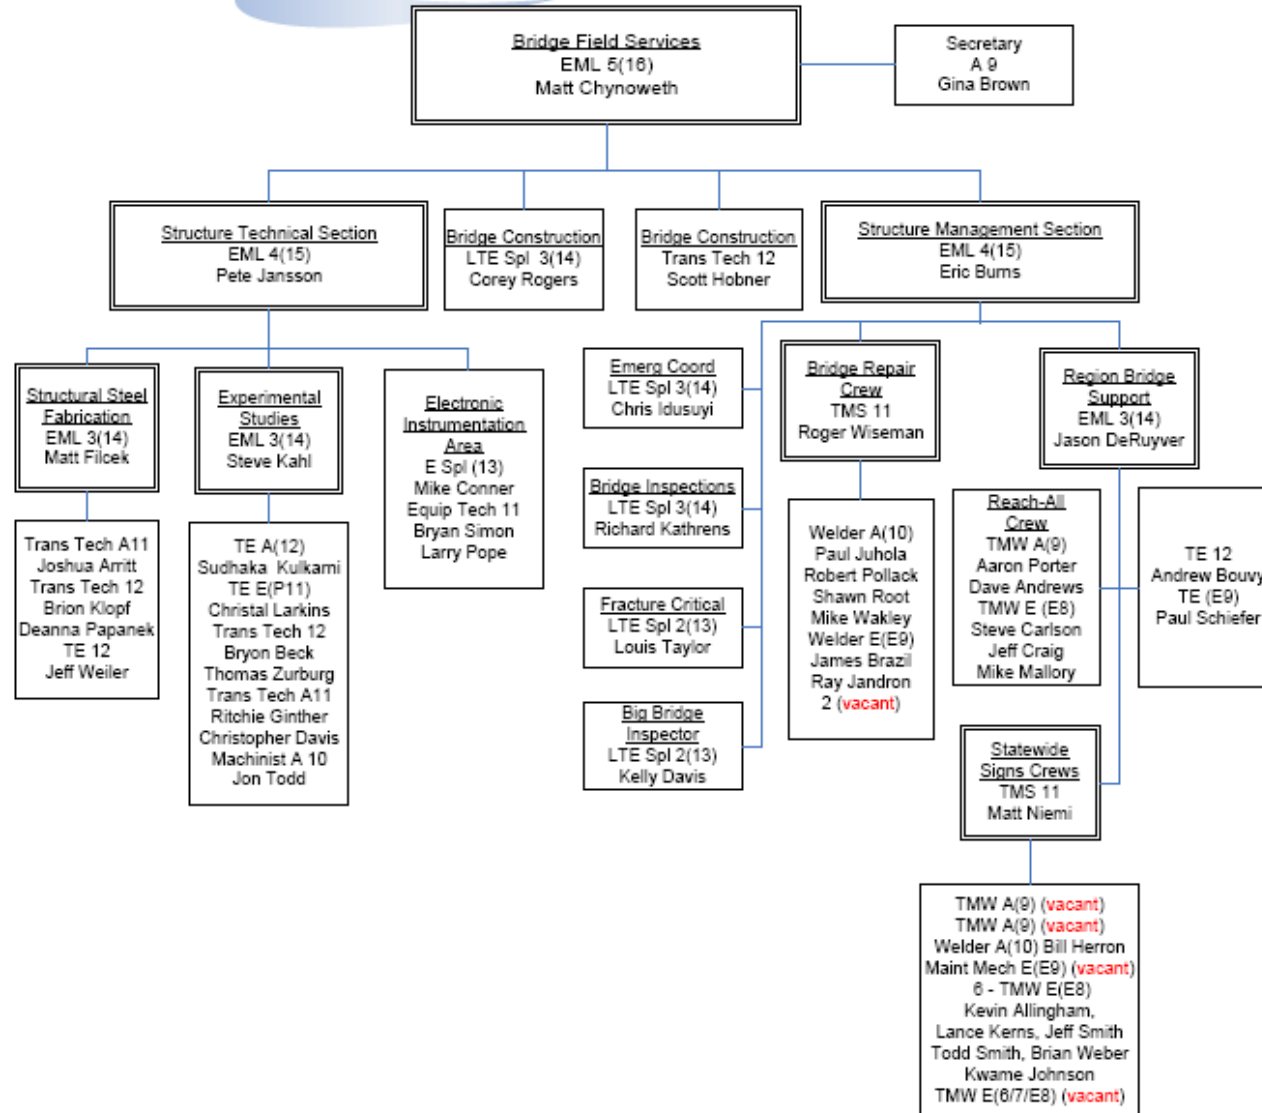 Bridge Field Services
EML 5(16)
Matt Chynoweth
Secretary
A 9
Gina Brown
Structure Technical Section
EML 4(15)
Pete Jansson
Bridge Construction
LTE Spl 3(14)
Corey Rogers
Bridge Construction
Trans Tech 12
Scott Hobner
Structure Management Section
EML 4(15)
Eric Burns
Structural Steel
Fabrication
EML 3(14)
Matt Filcek
Experimental
Studies
EML 3(14)
Steve Kahl
Electronic
Instrumentation
Area
E Spl (13)
Mike Conner
Equip Tech 11
Bryan Simon
Larry Pope
Emerg Coord
LTE Spl 3(14)
Chris Idusuyi
Bridge Repair
Crew
TMS 11
Roger Wiseman
Region Bridge
Support
EML 3(14)
Jason DeRuyver
Trans Tech A11
Joshua Arritt
Trans Tech 12
Brion Klopf
Deanna Papanek
TE 12
Jeff Weiler
TE A(12)
Sudhaka Kulkarni
TE E(P11)
Christal Larkins
Trans Tech 12
Bryon Beck
Thomas Zurburg
Trans Tech A11
Ritchie Ginther
Christopher Davis
Machinist A 10
Jon Todd
Bridge Inspections
LTE Spl 3(14)
Richard Kathrens
Fracture Critical
LTE Spl 2(13)
Louis Taylor
Big Bridge
Inspector
LTE Spl 2(13)
Kelly Davis
Welder A(10)
Paul Juhola
Robert Pollack
Shawn Root
Mike Wakley
Welder E(E9)
James Brazil
Ray Jandron
2 (vacant)
Reach-All
Crew
TMW A(9)
Aaron Porter
Dave Andrews
TMW E (E8)
Steve Carlson
Jeff Craig
Mike Mallory
TE 12
Andrew Bouvy
TE (E9)
Paul Schiefer
Statewide
Signs Crews
TMS 11
Matt Niemi
TMW A(9) (vacant)
TMW A(9) (vacant)
Welder A(10) Bill Herron
Maint Mech E(E9) (vacant)
6 - TMW E(E8)
Kevin Allingham,
Lance Kerns, Jeff Smith
Todd Smith, Brian Weber
Kwame Johnson
TMW E(6/7/E8) (vacant)